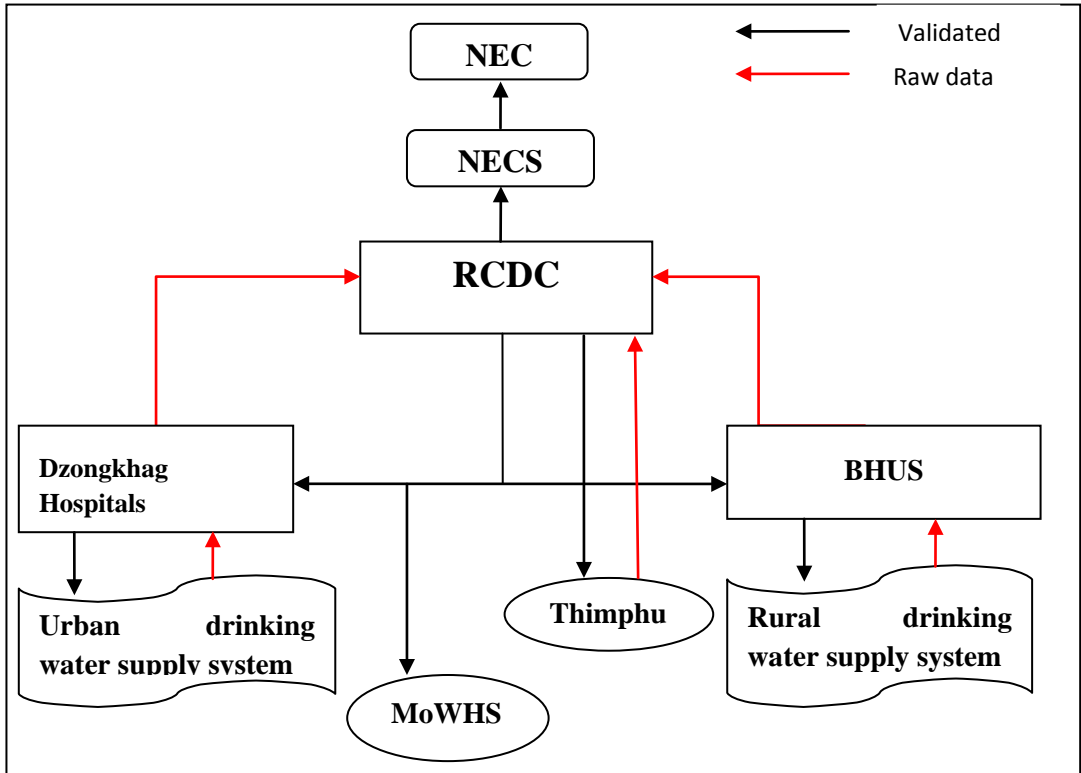 Validated
Raw data
NEC
NECS
RCDC
Dzongkhag
Hospitals
BHUS
Urban drinking
water supply system
Thimphu
Rural drinking
water supply system
MoWHS